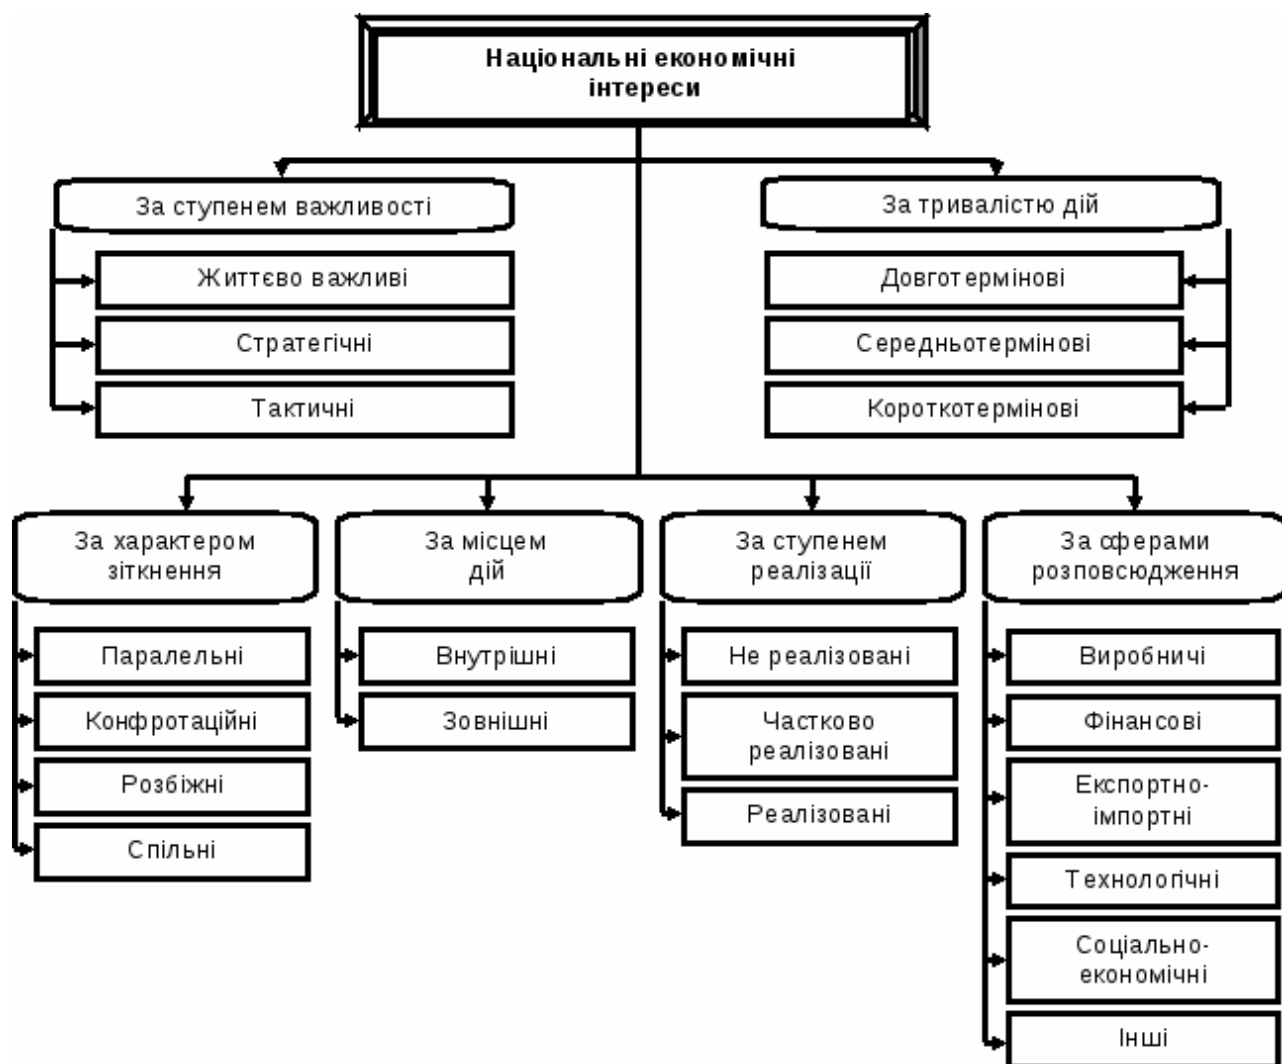 Національні економічні
інтереси
За ступенем важливості
Життєво важливі
Стратегічні
Тактичні
За тривалістю дій
Довготермінові
Середньотермінові
Короткотермінові
За характером
зіткнення
Паралельні
Конфротаційні
Розбіжні
Спільні
За місцем
дій
Внутрішні
Зовнішні
За ступенем
реалізації
Не реалізовані
Частково
реалізовані
Реалізовані
За сферами
розповсюдження
Виробничі
Фінансові
Експортно-
імпортні
Технологічні
Соціально-
економічні
Інші